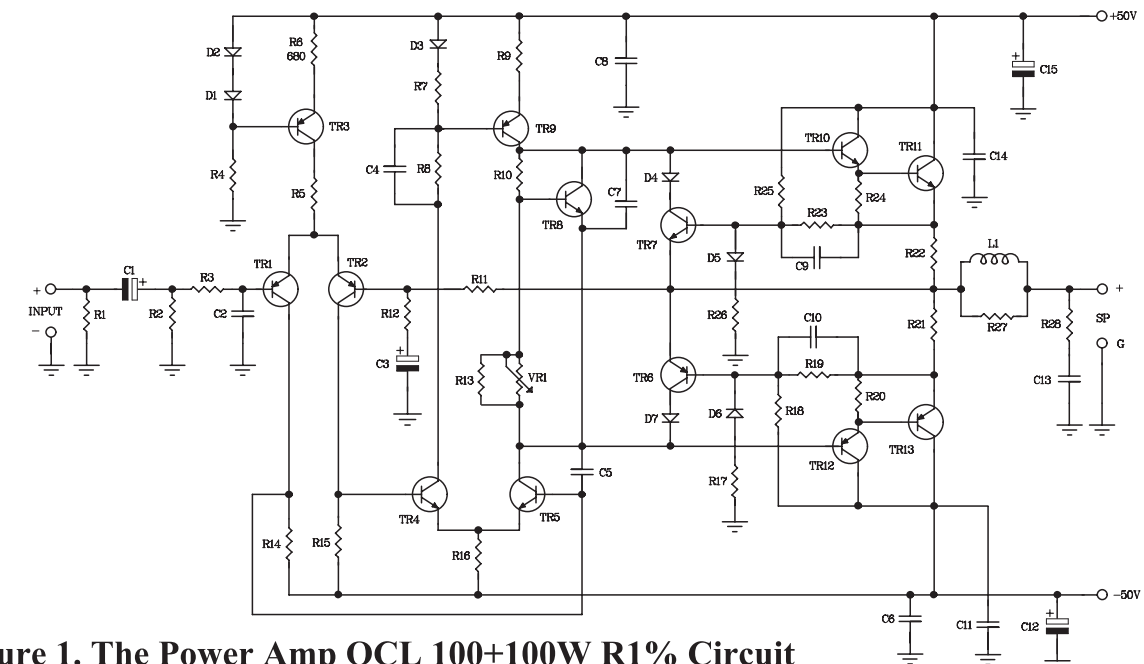 +50V
D2
R6
680
D3
R9
C8
+
C15
D1
R7
TR3
TR9
TR10
TR11
C14
R4
C4
R8
R10
D4
C7
R25
R24
R5
TR8
TR7
R23
D5
C9
R22
L1
C1
+
R3
TR1
TR2
R11
+
INPUT
−
R1
R2
C2
R12
R26
C10
R21
R27
R28
+
SP
G
+
C3
R13
VR1
TR6
R19
C13
D7
D6
R18
R20
TR12
TR13
C5
R17
TR4
TR5
R14
R15
R16
−50V
C6
C11
+
C12
ure 1. The Power Amp OCL 100+100W R1% Circuit